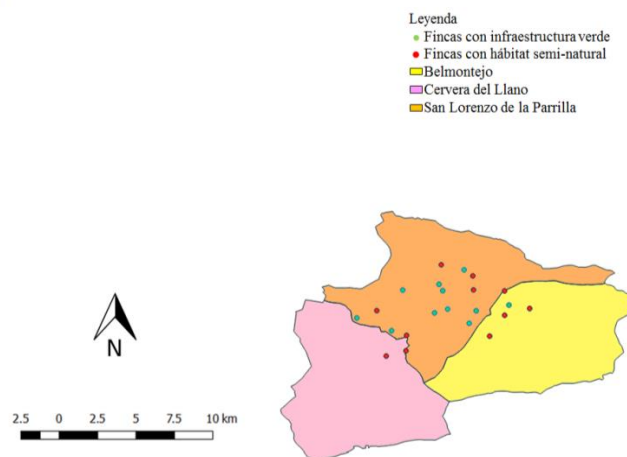 Leyenda
Fincas con infraestructura verde
Fincas con hábitat semi-natural
Belmontejo
Cervera del Llano
San Lorenzo de la Parrilla
N
2.5 0 2.5 5 7.5 10 km